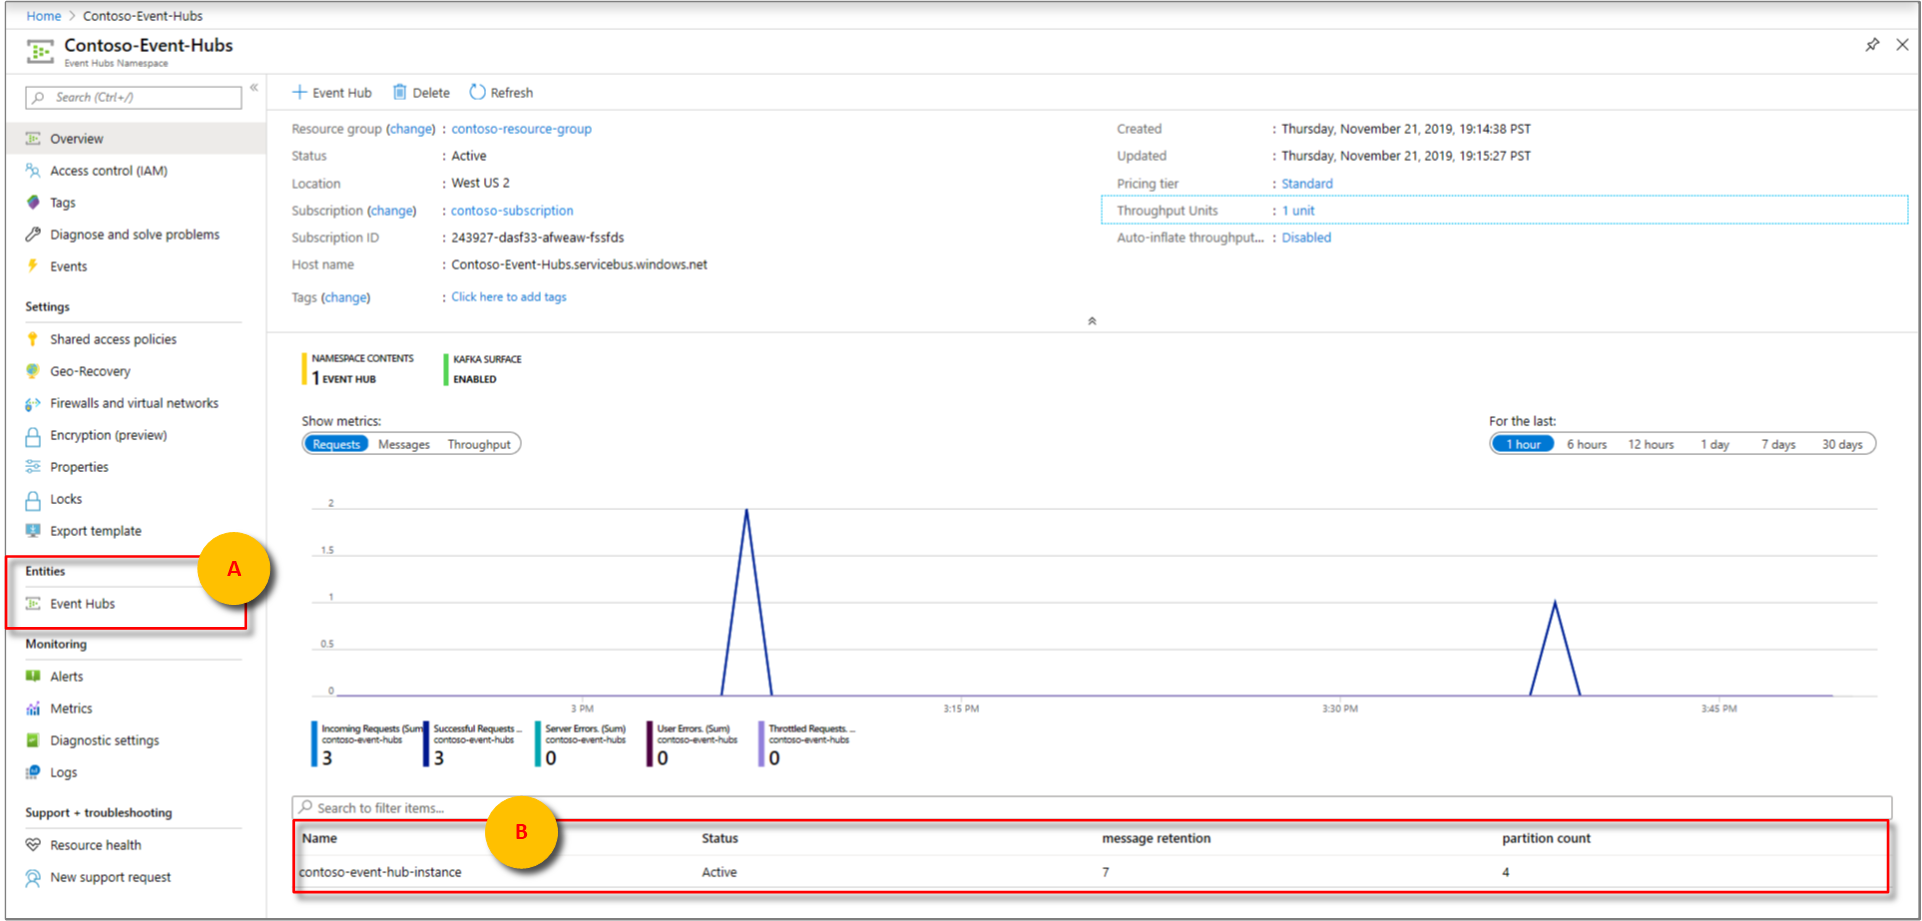 Home > Contoso-Event-Hubs
Contoso-Event-Hubs
Event Hubs Namespace
Search (Ctrl+/)
«
Overview
Access control (IAM)
Tags
Diagnose and solve problems
Events
Settings
Shared access policies
Geo-Recovery
Firewalls and virtual networks
Encryption (preview)
Properties
Locks
Export template
Entities
A
Event Hubs
Monitoring
Alerts
Metrics
Diagnostic settings
Logs
Support + troubleshooting
Resource health
New support request
+ Event Hub Delete Refresh
Resource group (change) : contoso-resource-group
Status : Active
Location : West US 2
Subscription (change) : contoso-subscription
Subscription ID : 243927-dasf33-afweaw-fssfds
Host name : Contoso-Event-Hubs.servicebus.windows.net
Tags (change) : Click here to add tags
Created : Thursday, November 21, 2019, 19:14:38 PST
Updated : Thursday, November 21, 2019, 19:15:27 PST
Pricing tier : Standard
Throughput Units : 1 unit
Auto-inflate throughput... : Disabled
NAMESPACE CONTENTS
1 EVENT HUB
KAFKA SURFACE
ENABLED
Show metrics:
Requests Messages Throughput
For the last:
1 hour 6 hours 12 hours 1 day 7 days 30 days
2
1.5
1
0.5
0
3 PM 3:15 PM 3:30 PM 3:45 PM
Incoming Requests (Sum
contoso-event-hubs
3
Successful Requests ...
contoso-event-hubs
3
Server Errors. (Sum)
contoso-event-hubs
0
User Errors. (Sum)
contoso-event-hubs
0
Throttled Requests. ...
contoso-event-hubs
0
Search to filter items...
B
Name Status message retention partition count
contoso-event-hub-instance Active 7 4